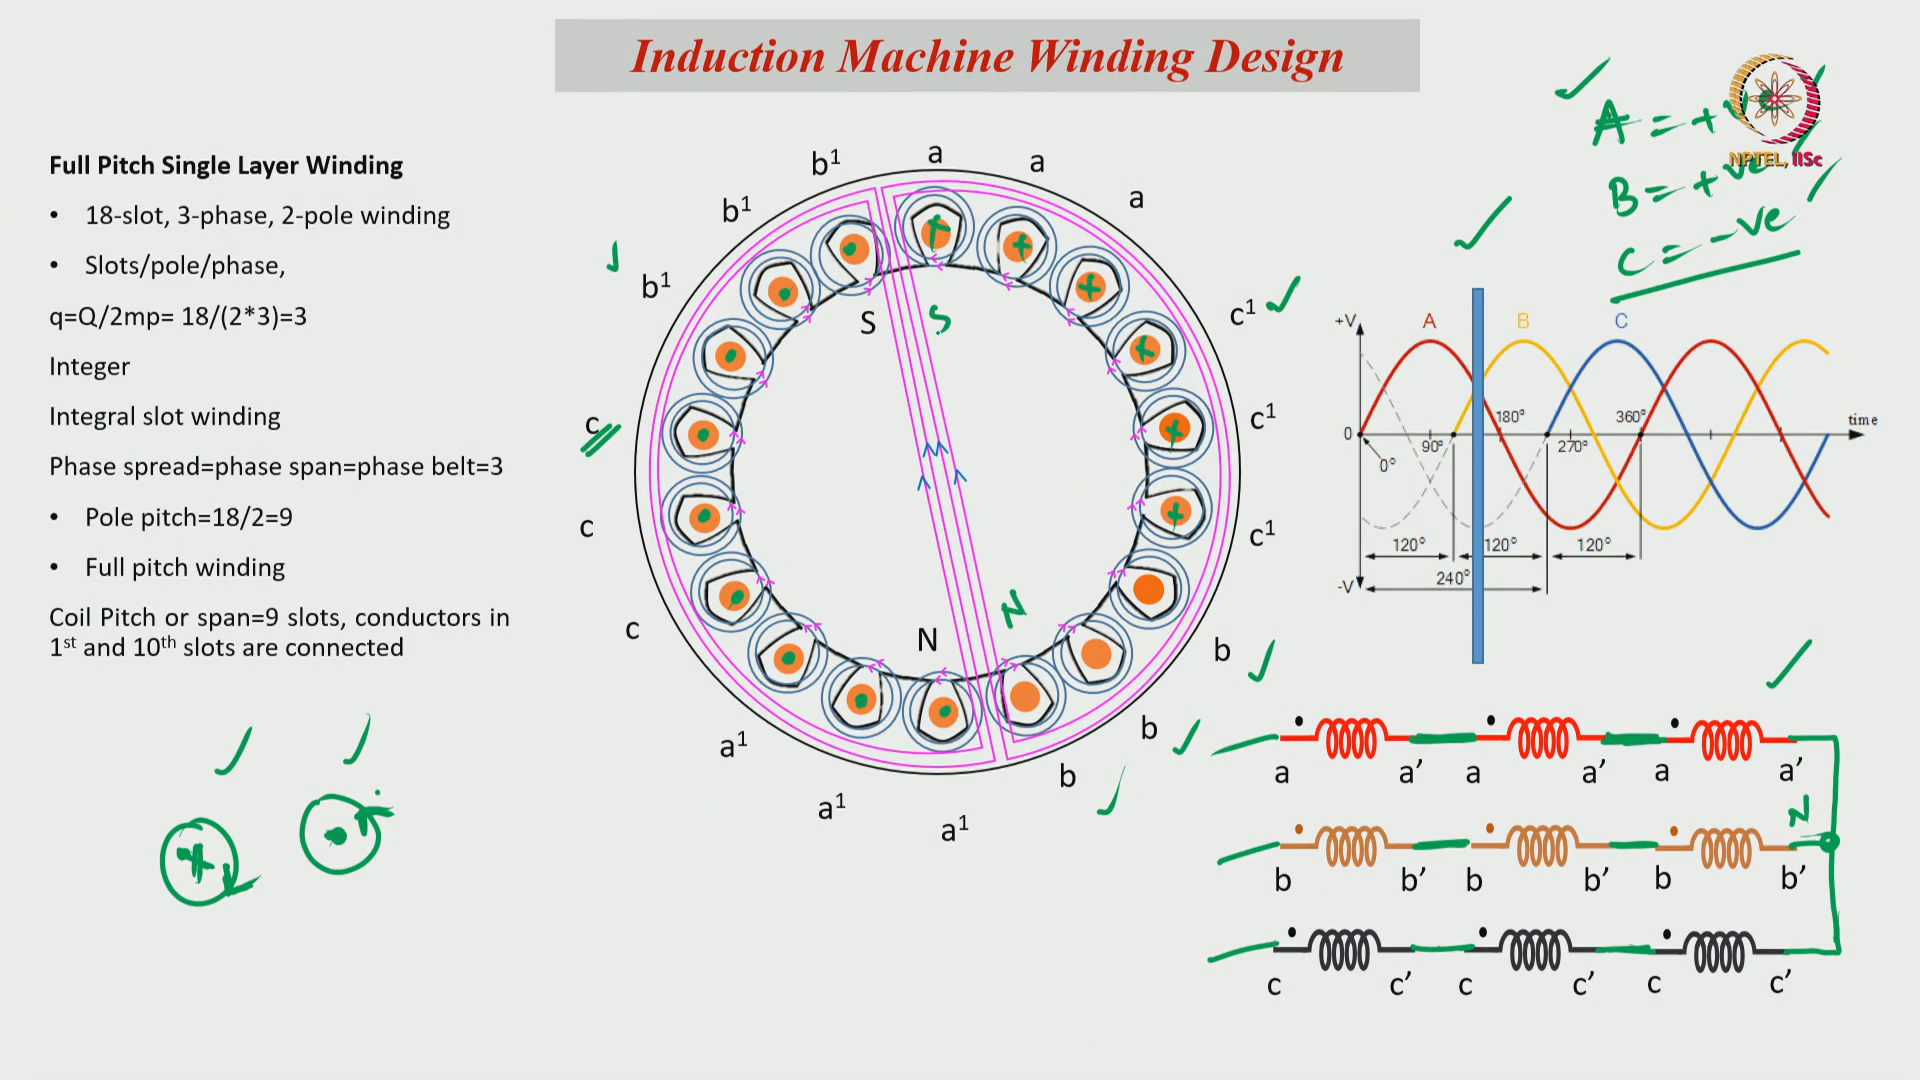 Induction Machine Winding Design
NPTEL, IISc
A = +
B = +ve
C = -ve
Full Pitch Single Layer Winding
• 18-slot, 3-phase, 2-pole winding
• Slots/pole/phase,
q=Q/2mp= 18/(2*3)=3
Integer
Integral slot winding
Phase spread=phase span=phase belt=3
• Pole pitch=18/2=9
• Full pitch winding
Coil Pitch or span=9 slots, conductors in
1st and 10th slots are connected
b1 a a
b1 a
b1 c1
c c1
c c1
c b
a1 b
a1 b
a1
S S
N N
+V A B C
0 0° 90° 180° 270° 360° time
120° 120° 120°
240°
-V
a a' a a' a a'
N
b b' b b' b b'
c c' c c' c c'